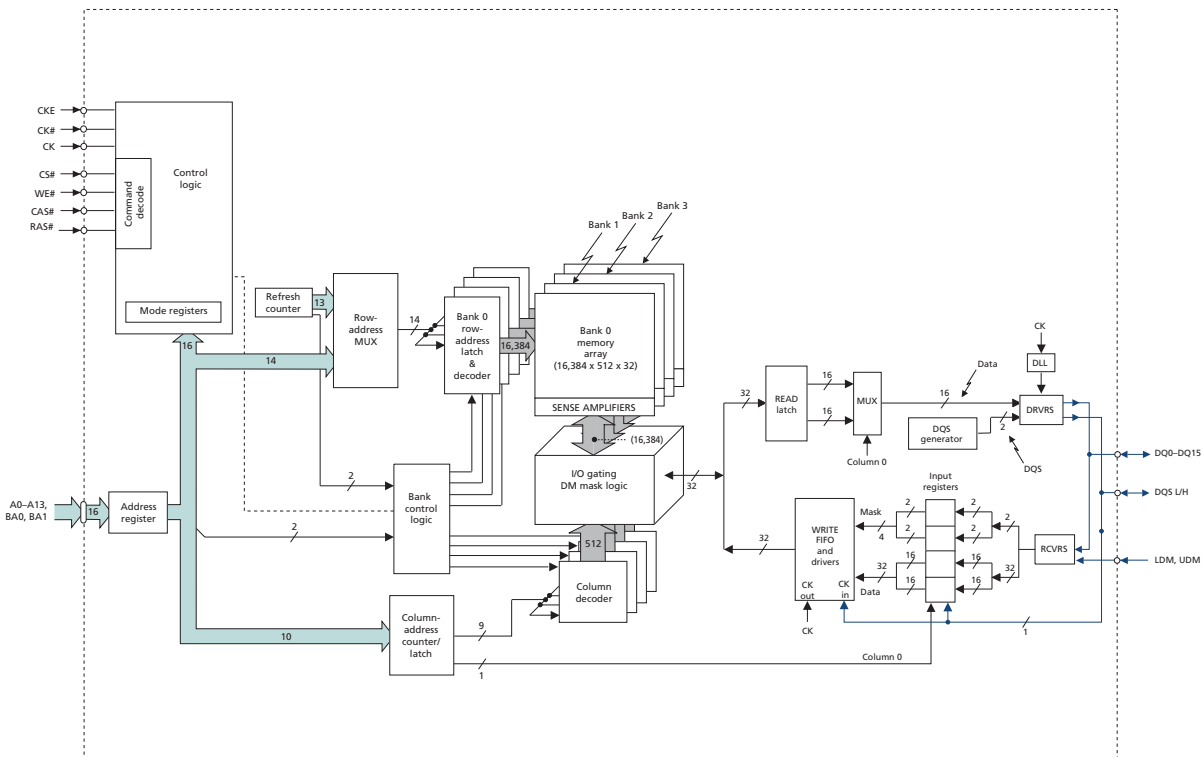 CKE
CK#
CK
CS#
WE#
CAS#
RAS#
Command
decode
Control
logic
Mode registers
16
14
Refresh
counter
13
Row-
address
MUX
14
Bank 0
row-
address
latch
&
decoder
16,384
Bank 1
Bank 2
Bank 3
Bank 0
memory
array
(16,384 x 512 x 32)
SENSE AMPLIFIERS
(16,384)
I/O gating
DM mask logic
32
512
Column
decoder
A0–A13,
BA0, BA1
16
Address
register
2
2
Bank
control
logic
10
Column-
address
counter/
latch
9
1
Column 0
32
READ
latch
16
16
MUX
Column 0
16
Data
DQS
generator
2
DQS
CK
DLL
DRVRS
DQ0–DQ15
DQS L/H
LDM, UDM
RCVRS
Input
registers
2
2
2
2
2
16
16
16
16
32
Mask
4
32
Data
WRITE
FIFO
and
drivers
CK
out
CK
in
CK
32
1